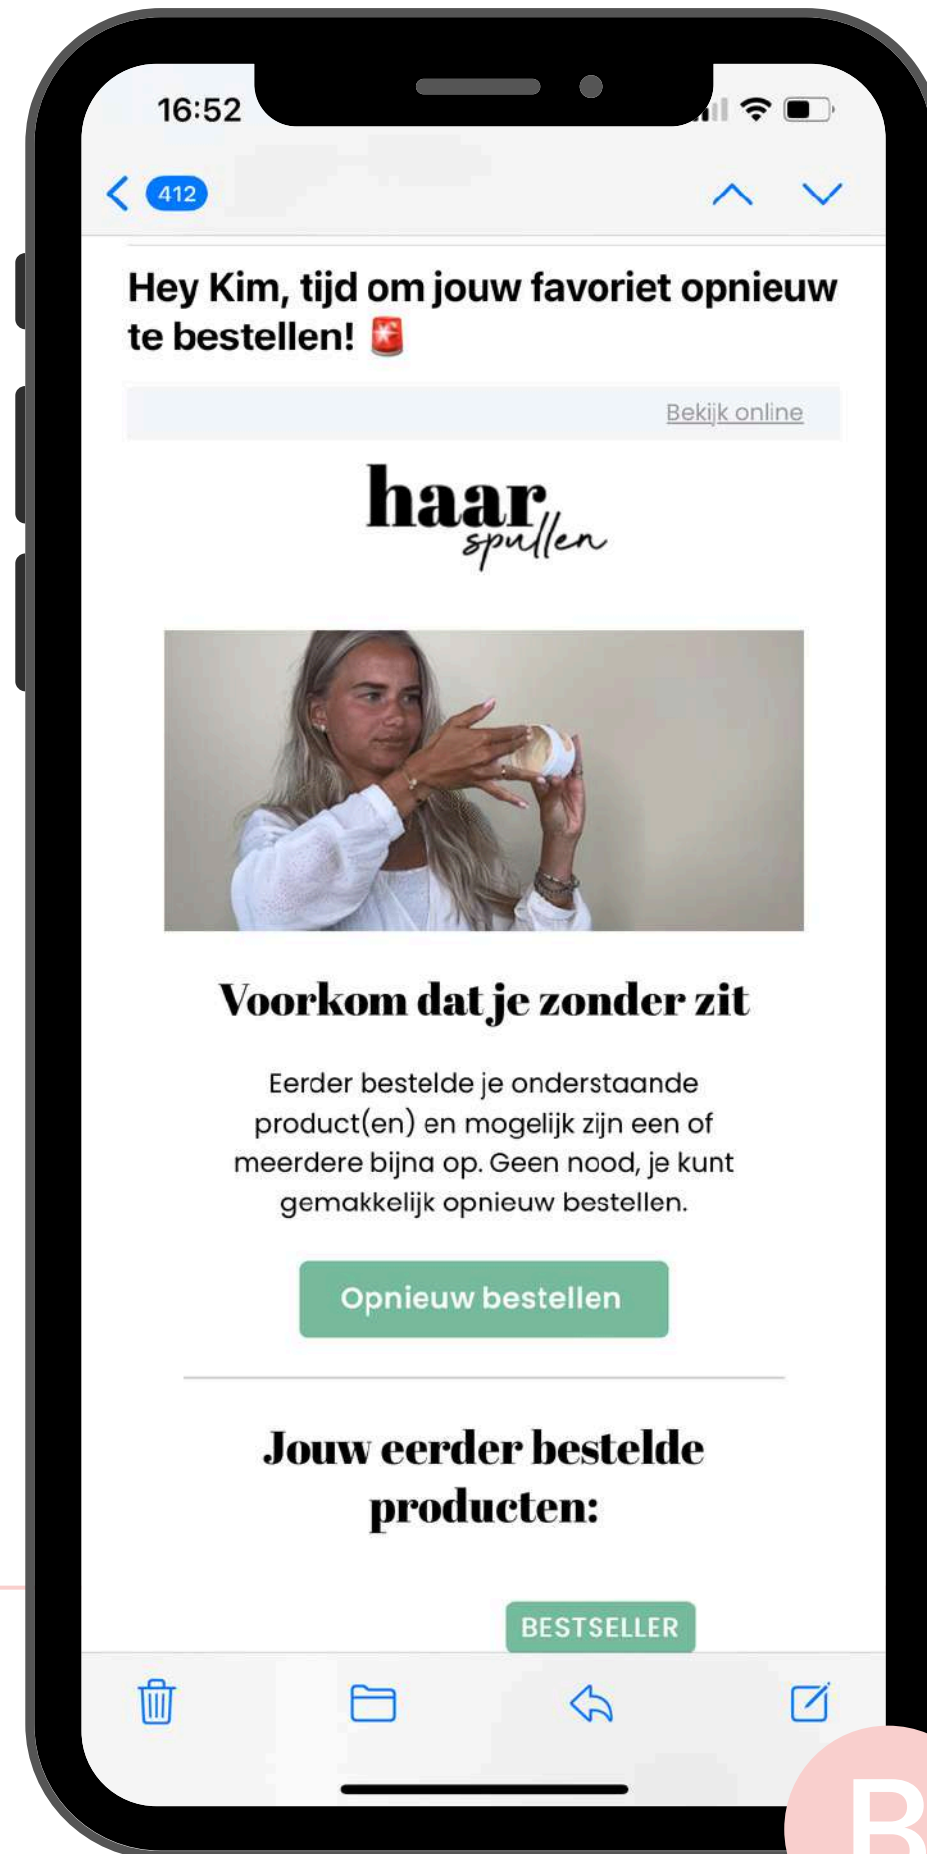 16:52
412
Hey Kim, tijd om jouw favoriet opnieuw
te bestellen! 🚨
Bekijk online
haar
spullen
Voorkom dat je zonder zit
Eerder bestelde je onderstaande
product(en) en mogelijk zijn een of
meerdere bijna op. Geen nood, je kunt
gemakkelijk opnieuw bestellen.
Opnieuw bestellen
Jouw eerder bestelde
producten:
BESTSELLER
B